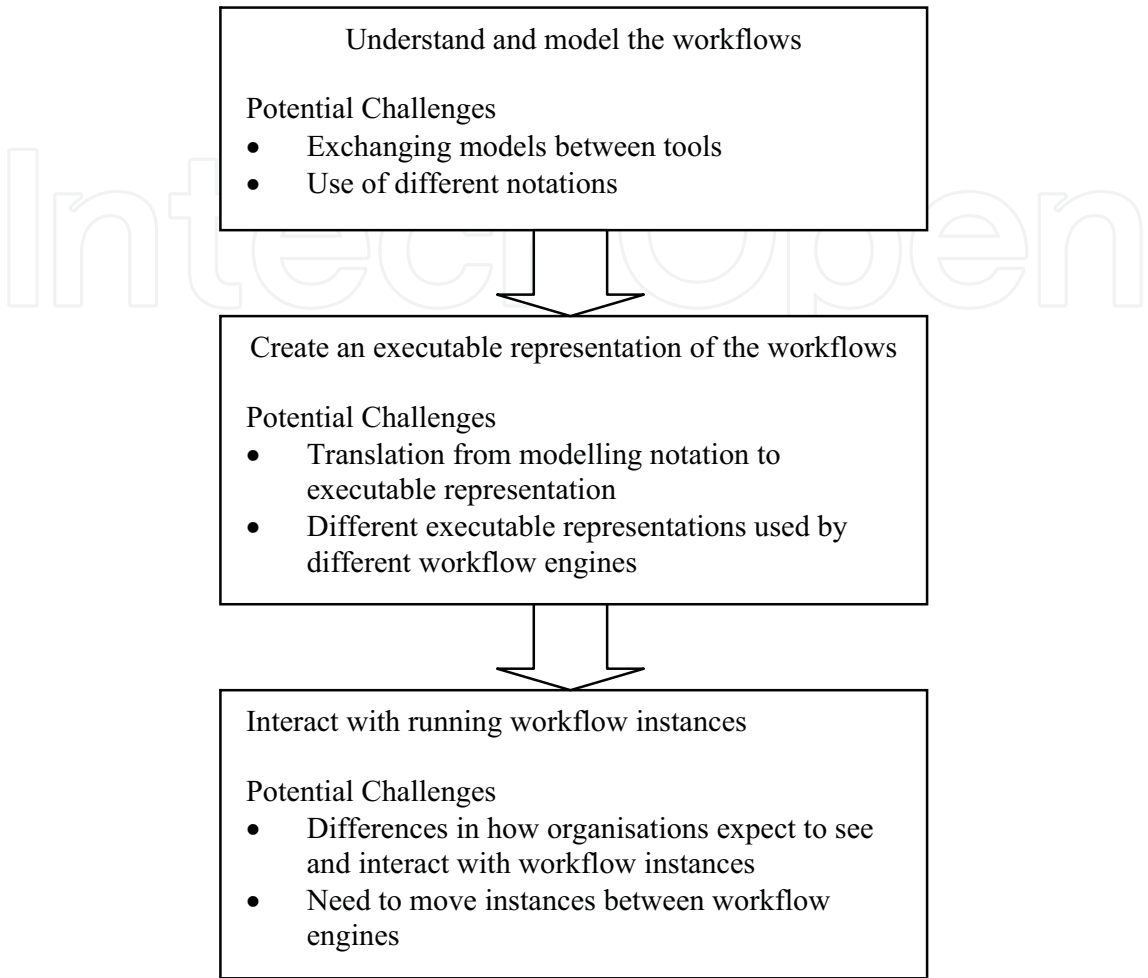 Understand and model the workflows
Potential Challenges
• Exchanging models between tools
• Use of different notations
IntechOpen
Create an executable representation of the workflows
Potential Challenges
• Translation from modelling notation to
executable representation
• Different executable representations used by
different workflow engines
Interact with running workflow instances
Potential Challenges
• Differences in how organisations expect to see
and interact with workflow instances
• Need to move instances between workflow
engines